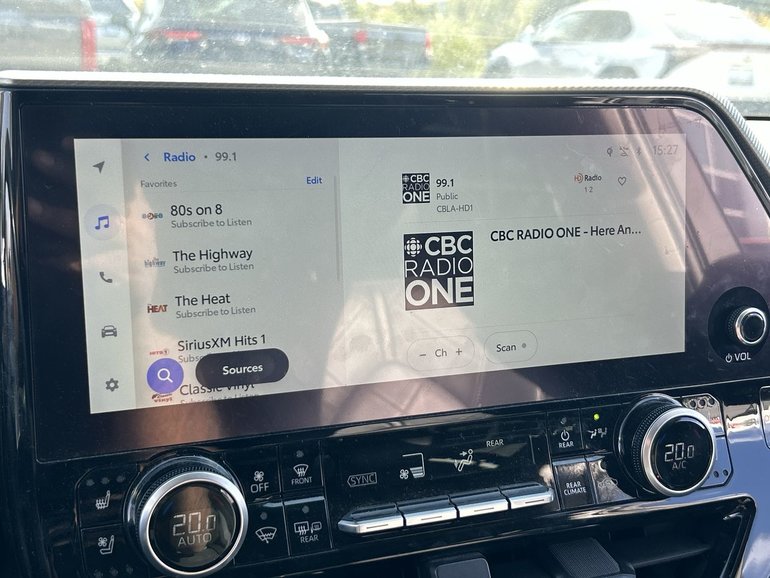 Radio • 99.1
Favorites Edit
80s on 8
Subscribe to Listen
The Highway
Subscribe to Listen
HEAT
The Heat
Subscribe to Listen
SiriusXM Hits 1
Sources
CBC
RADIO
ONE
99.1
Public
CBLA-HD1
HD Radio
1·2
15:27
CBC
RADIO
ONE
CBC RADIO ONE - Here An...
− Ch +
Scan
VOL
OFF
FRONT
REAR
SYNC
REAR
REAR
REAR
CLIMATE
20.0
AUTO
20.0
A/C